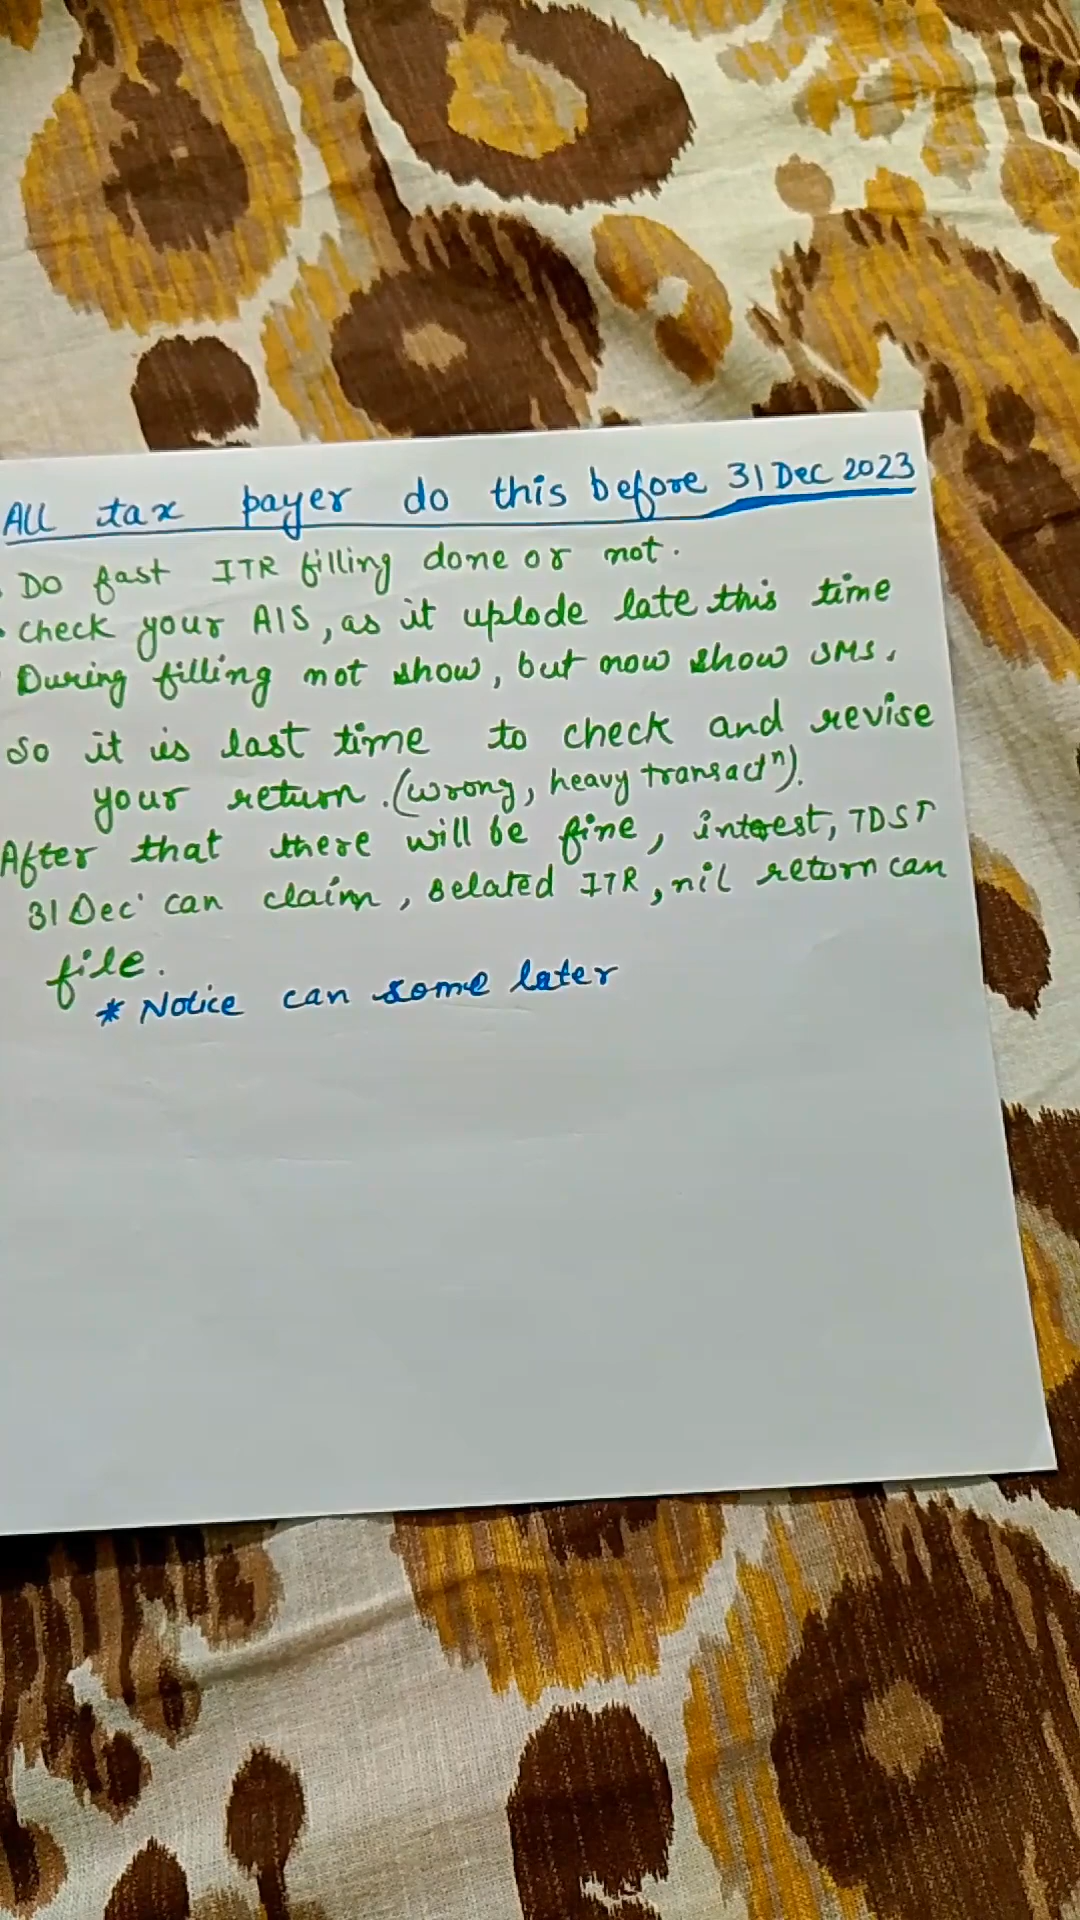 All tax payer do this before 31 Dec 2023
. Do fast ITR filling done or not.
. check your AIS, as it uplode late this time
During filling not show, but now show SMS.
So it is last time to check and revise
your return. (wrong, heavy transactⁿ).
After that there will be fine, interest, TDS↑
31 Dec can claim, Belated ITR, nil return can
file.
* Notice can some later